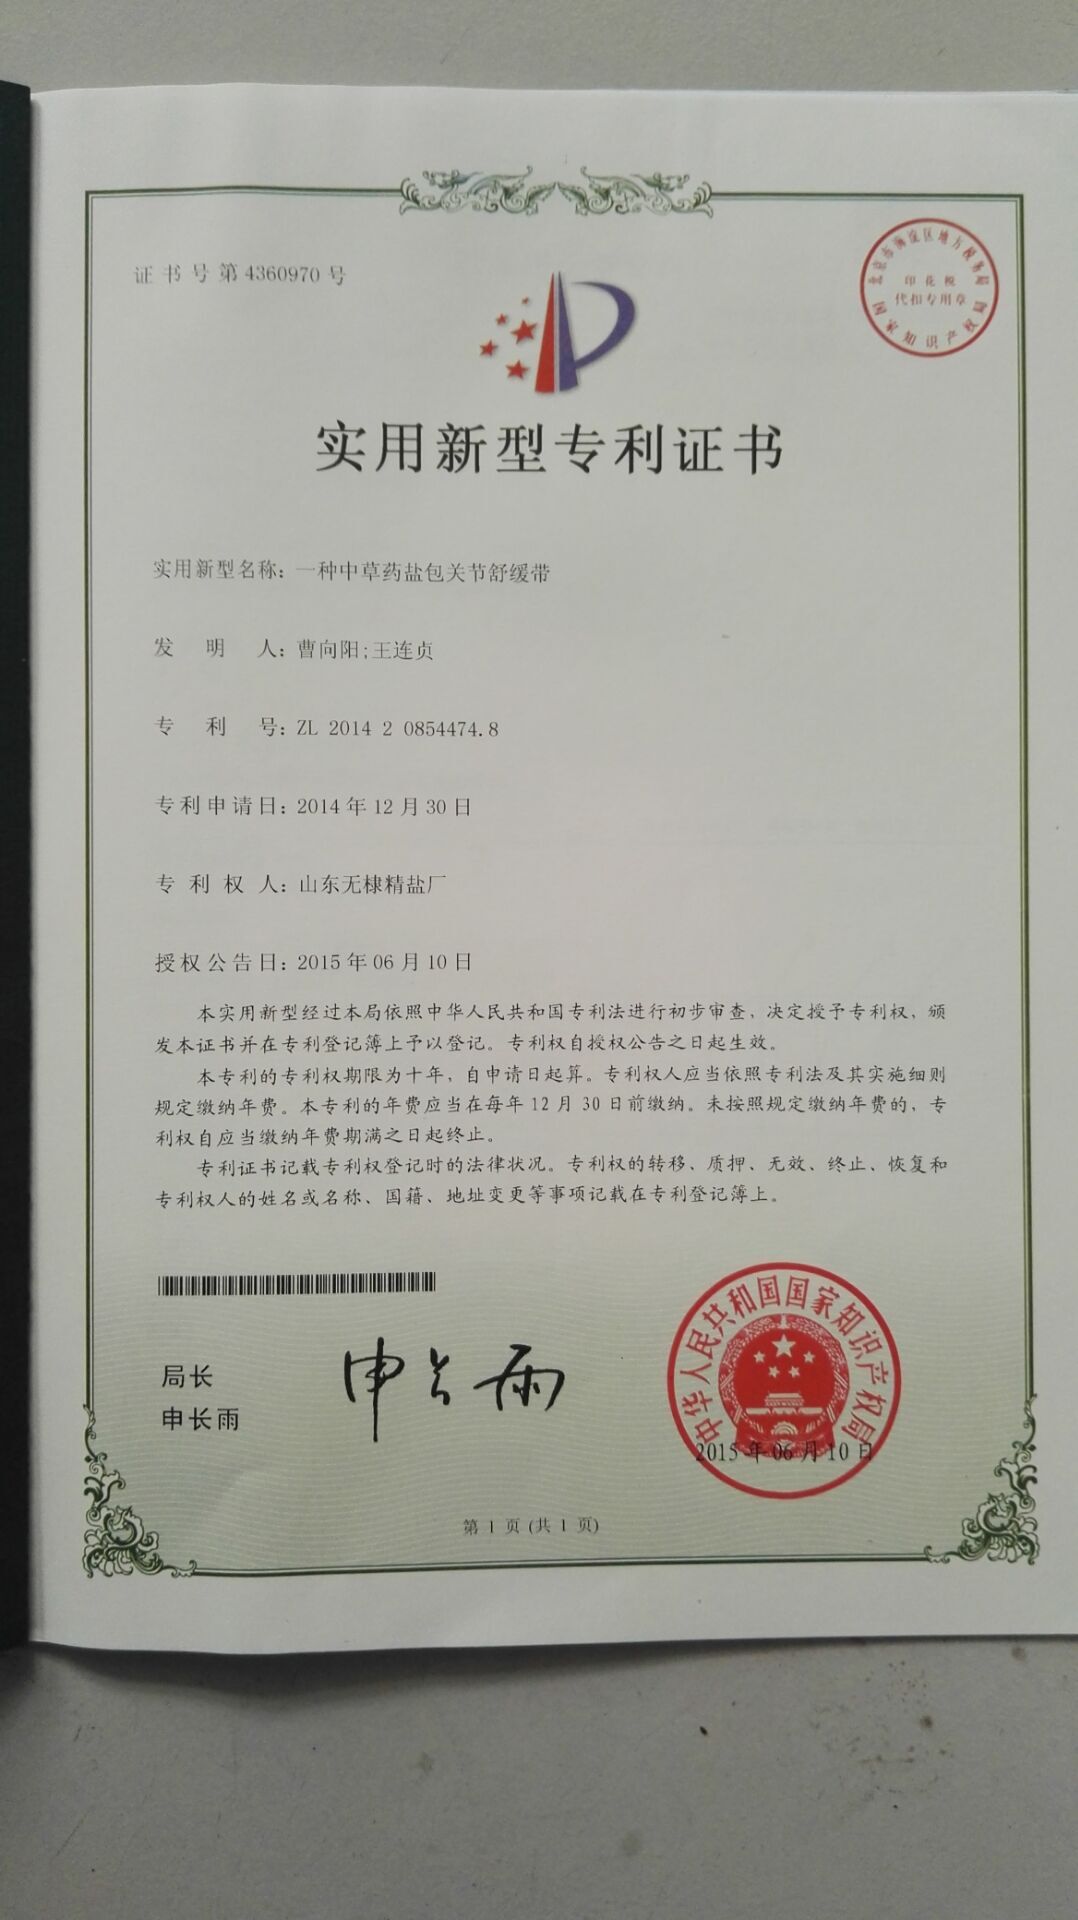 证书号第4360970号
北京市海淀区地方税务局
印花税
代扣专用章
国家知识产权局
实用新型专利证书
实用新型名称：一种中草药盐包关节舒缓带
发明人：曹向阳;王连贞
专利号：ZL 2014 2 0854474.8
专利申请日：2014年12月30日
专利权人：山东无棣精盐厂
授权公告日：2015年06月10日
本实用新型经过本局依照中华人民共和国专利法进行初步审查，决定授予专利权，颁
发本证书并在专利登记簿上予以登记。专利权自授权公告之日起生效。
本专利的专利权期限为十年，自申请日起算。专利权人应当依照专利法及其实施细则
规定缴纳年费。本专利的年费应当在每年12月30日前缴纳。未按照规定缴纳年费的，专
利权自应当缴纳年费期满之日起终止。
专利证书记载专利权登记时的法律状况。专利权的转移、质押、无效、终止、恢复和
专利权人的姓名或名称、国籍、地址变更等事项记载在专利登记簿上。
局长
申长雨
申长雨
中华人民共和国国家知识产权局
2015年06月10日
第1页(共1页)